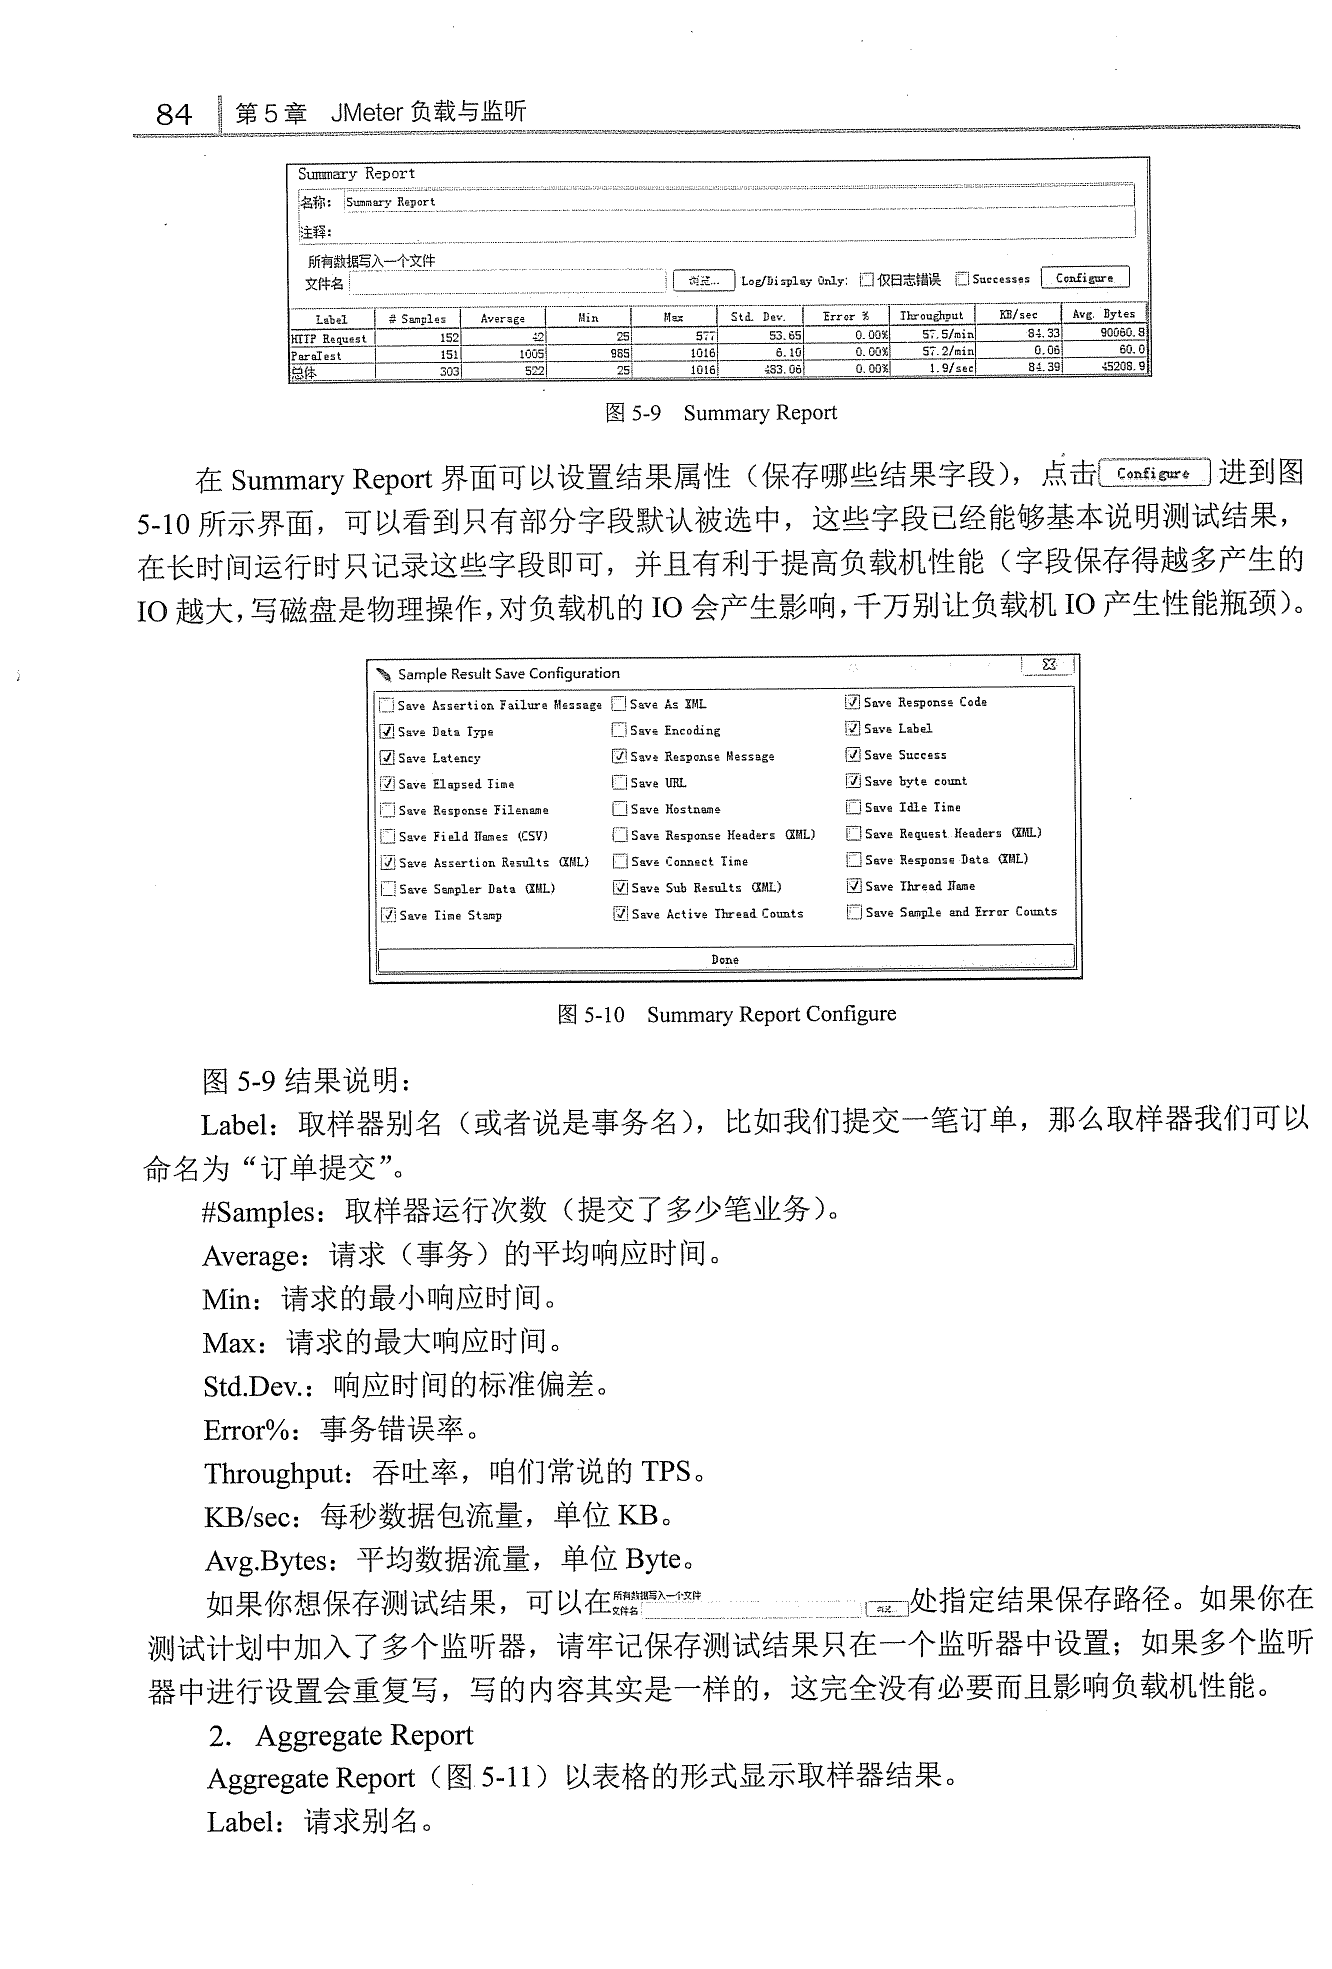 84 第5章 JMeter 负载与监听
Summary Report
名称: Summary Report
注释:
所有数据写入一个文件
文件名 浏览... Log/Display Only: 仅日志错误 Successes Configure
Label # Samples Average Min Max Std. Dev. Error % Throughput KB/sec Avg. Bytes
HTTP Request 152 42 25 577 53.65 0.00% 57.5/min 84.33 90060.8
ParaTest 151 1005 985 1016 6.10 0.00% 57.2/min 0.06 60.0
总体 303 522 25 1016 483.06 0.00% 1.9/sec 84.39 45208.9
图 5-9 Summary Report
在 Summary Report 界面可以设置结果属性（保存哪些结果字段），点击 Configure 进到图
5-10 所示界面，可以看到只有部分字段默认被选中，这些字段已经能够基本说明测试结果，
在长时间运行时只记录这些字段即可，并且有利于提高负载机性能（字段保存得越多产生的
IO 越大，写磁盘是物理操作，对负载机的 IO 会产生影响，千万别让负载机 IO 产生性能瓶颈）。
Sample Result Save Configuration
Save Assertion Failure Message Save As XML Save Response Code
Save Data Type Save Encoding Save Label
Save Latency Save Response Message Save Success
Save Elapsed Time Save URL Save byte count
Save Response Filename Save Hostname Save Idle Time
Save Field Names (CSV) Save Response Headers (XML) Save Request Headers (XML)
Save Assertion Results (XML) Save Connect Time Save Response Data (XML)
Save Sampler Data (XML) Save Sub Results (XML) Save Thread Name
Save Time Stamp Save Active Thread Counts Save Sample and Error Counts
Done
图 5-10 Summary Report Configure
图 5-9 结果说明：
Label：取样器别名（或者说是事务名），比如我们提交一笔订单，那么取样器我们可以
命名为“订单提交”。
#Samples：取样器运行次数（提交了多少笔业务）。
Average：请求（事务）的平均响应时间。
Min：请求的最小响应时间。
Max：请求的最大响应时间。
Std.Dev.：响应时间的标准偏差。
Error%：事务错误率。
Throughput：吞吐率，咱们常说的 TPS。
KB/sec：每秒数据包流量，单位 KB。
Avg.Bytes：平均数据流量，单位 Byte。
如果你想保存测试结果，可以在 所有数据写入一个文件 文件名 浏览... 处指定结果保存路径。如果你在
测试计划中加入了多个监听器，请牢记保存测试结果只在一个监听器中设置；如果多个监听
器中进行设置会重复写，写的内容其实是一样的，这完全没有必要而且影响负载机性能。
2. Aggregate Report
Aggregate Report（图 5-11）以表格的形式显示取样器结果。
Label：请求别名。